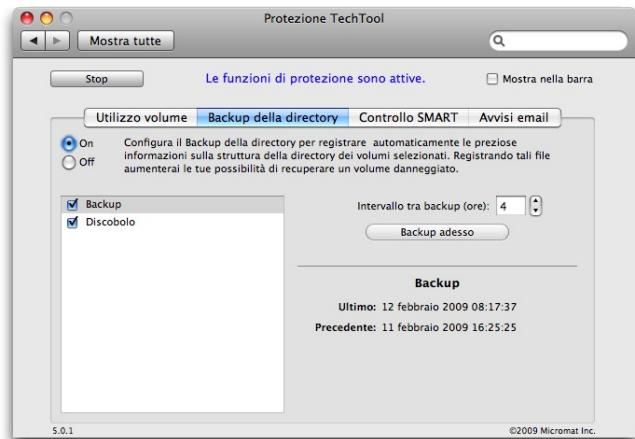 Protezione TechTool
Mostra tutte
Stop
Le funzioni di protezione sono attive.
Mostra nella barra
Utilizzo volume
Backup della directory
Controllo SMART
Avvisi email
On
Off
Configura il Backup della directory per registrare automaticamente le preziose
informazioni sulla struttura della directory dei volumi selezionati. Registrando tali file
aumenterai le tue possibilità di recuperare un volume danneggiato.
Backup
Discobolo
Intervallo tra backup (ore): 4
Backup adesso
Backup
Ultimo: 12 febbraio 2009 08:17:37
Precedente: 11 febbraio 2009 16:25:25
5.0.1
©2009 Micromat Inc.